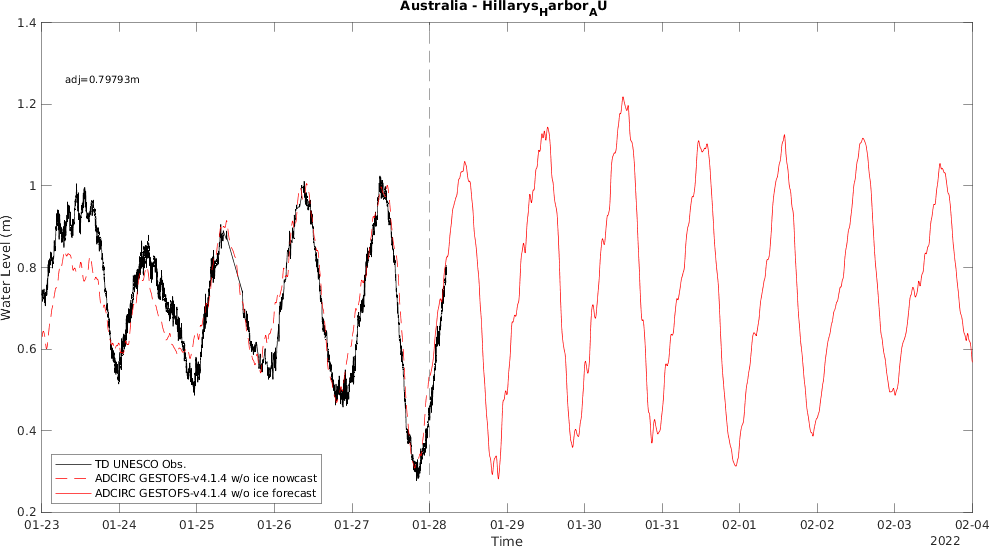 Australia - HillarysHarborAU
1.4
1.2
1
0.8
0.6
0.4
0.2
Water Level (m)
adj=0.79793m
TD UNESCO Obs.
ADCIRC GESTOFS-v4.1.4 w/o ice nowcast
ADCIRC GESTOFS-v4.1.4 w/o ice forecast
01-23 01-24 01-25 01-26 01-27 01-28 01-29 01-30 01-31 02-01 02-02 02-03 02-04
Time
2022